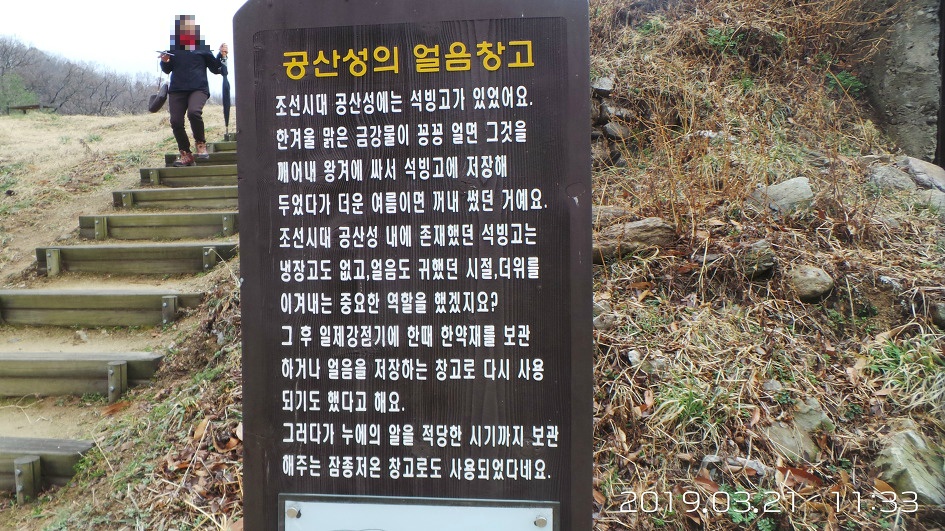 공산성의 얼음창고
조선시대 공산성에는 석빙고가 있었어요.
한겨울 맑은 금강물이 꽁꽁 얼면 그것을
깨어내 왕겨에 싸서 석빙고에 저장해
두었다가 더운 여름이면 꺼내 썼던 거예요.
조선시대 공산성 내에 존재했던 석빙고는
냉장고도 없고,얼음도 귀했던 시절,더위를
이겨내는 중요한 역할을 했겠지요?
그 후 일제강점기에 한때 한약재를 보관
하거나 얼음을 저장하는 창고로 다시 사용
되기도 했다고 해요.
그러다가 누에의 알을 적당한 시기까지 보관
해주는 잠종저온 창고로도 사용되었다네요.
2019.03.21 11:33